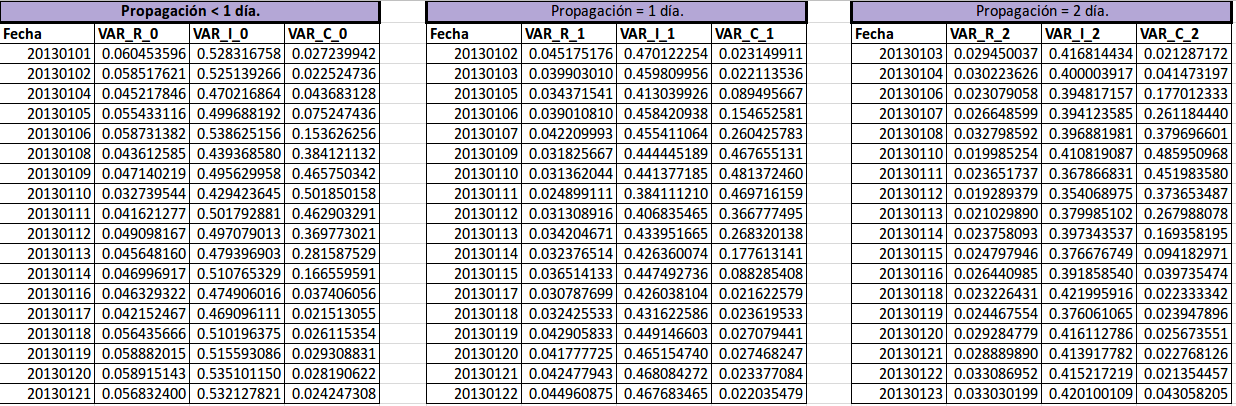 Propagación < 1 día. Propagación = 1 día. Propagación = 2 día.
Fecha VAR_R_0 VAR_I_0 VAR_C_0 Fecha VAR_R_1 VAR_I_1 VAR_C_1 Fecha VAR_R_2 VAR_I_2 VAR_C_2
20130101 0.060453596 0.528316758 0.027239942 20130102 0.045175176 0.470122254 0.023149911 20130103 0.029450037 0.416814434 0.021287172
20130102 0.058517621 0.525139266 0.022524736 20130103 0.039903010 0.459809956 0.022113536 20130104 0.030223626 0.400003917 0.041473197
20130104 0.045217846 0.470216864 0.043683128 20130105 0.034371541 0.413039926 0.089495667 20130106 0.023079058 0.394817157 0.177012333
20130105 0.055433116 0.499688192 0.075247436 20130106 0.039010810 0.458420938 0.154652581 20130107 0.026648599 0.394123585 0.261184440
20130106 0.058731382 0.538625156 0.153626256 20130107 0.042209993 0.455411064 0.260425783 20130108 0.032798592 0.396881981 0.379696601
20130108 0.043612585 0.439368580 0.384121132 20130109 0.031825667 0.444445189 0.467655131 20130110 0.019985254 0.410819087 0.485950968
20130109 0.047140219 0.495629958 0.465750342 20130110 0.031362044 0.441377185 0.481372460 20130111 0.023651737 0.367866831 0.451983580
20130110 0.032739544 0.429423645 0.501850158 20130111 0.024899111 0.384111210 0.469716159 20130112 0.019289379 0.354068975 0.373653487
20130111 0.041621277 0.501792881 0.462903291 20130112 0.031308916 0.406835465 0.366777495 20130113 0.021029890 0.379985102 0.267988078
20130112 0.049098167 0.497079013 0.369773021 20130113 0.034204671 0.433951665 0.268320138 20130114 0.023758093 0.397343537 0.169358195
20130113 0.045648160 0.479396903 0.281587529 20130114 0.032376514 0.426360074 0.177613141 20130115 0.024797946 0.376676749 0.094182971
20130114 0.046996917 0.510765329 0.166559591 20130115 0.036514133 0.447492736 0.088285408 20130116 0.026440985 0.391858540 0.039735474
20130116 0.046329322 0.474906016 0.037406056 20130117 0.030787699 0.426038104 0.021622579 20130118 0.023226431 0.421995916 0.022333342
20130117 0.042152467 0.469096111 0.021513055 20130118 0.032425533 0.431622586 0.023619533 20130119 0.024467554 0.376061065 0.023947896
20130118 0.056435666 0.510196375 0.026115354 20130119 0.042905833 0.449146603 0.027079441 20130120 0.029284779 0.416112786 0.025673551
20130119 0.058882015 0.515593086 0.029308831 20130120 0.041777725 0.465154740 0.027468247 20130121 0.028889890 0.413917782 0.022768126
20130120 0.058915143 0.535101150 0.028190622 20130121 0.042477943 0.468084272 0.023377084 20130122 0.033086952 0.415217219 0.021354457
20130121 0.056832400 0.532127821 0.024247308 20130122 0.044960875 0.467683465 0.022035479 20130123 0.033030199 0.420100109 0.043058205